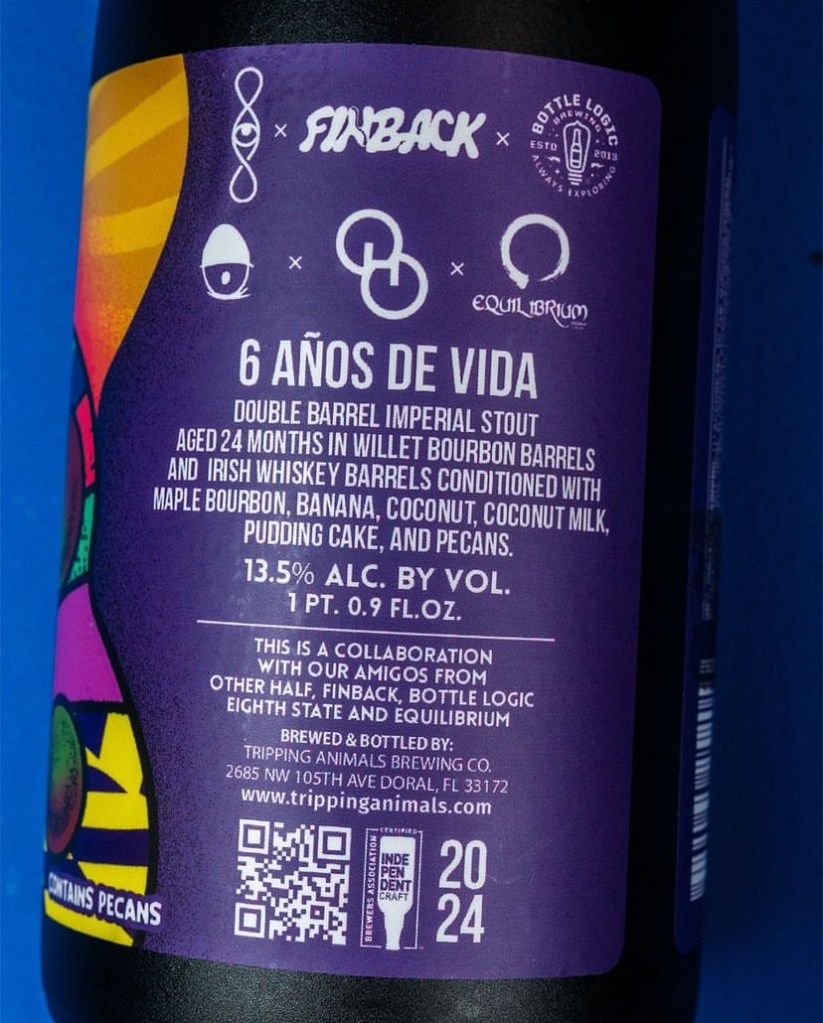 FINBACK
BOTTLE LOGIC
BREWING
ESTD 2013
ALWAYS EXPLORING
EQUILIBRIUM
6 AÑOS DE VIDA
DOUBLE BARREL IMPERIAL STOUT
AGED 24 MONTHS IN WILLET BOURBON BARRELS
AND IRISH WHISKEY BARRELS CONDITIONED WITH
MAPLE BOURBON, BANANA, COCONUT, COCONUT MILK,
PUDDING CAKE, AND PECANS.
13.5% ALC. BY VOL.
1 PT. 0.9 FL.OZ.
THIS IS A COLLABORATION
WITH OUR AMIGOS FROM
OTHER HALF, FINBACK, BOTTLE LOGIC
EIGHTH STATE AND EQUILIBRIUM
BREWED & BOTTLED BY:
TRIPPING ANIMALS BREWING CO.
2685 NW 105TH AVE DORAL, FL 33172
www.trippinganimals.com
CERTIFIED
BREWERS ASSOCIATION
INDE
PEN
DENT
CRAFT
20
24
CONTAINS PECANS